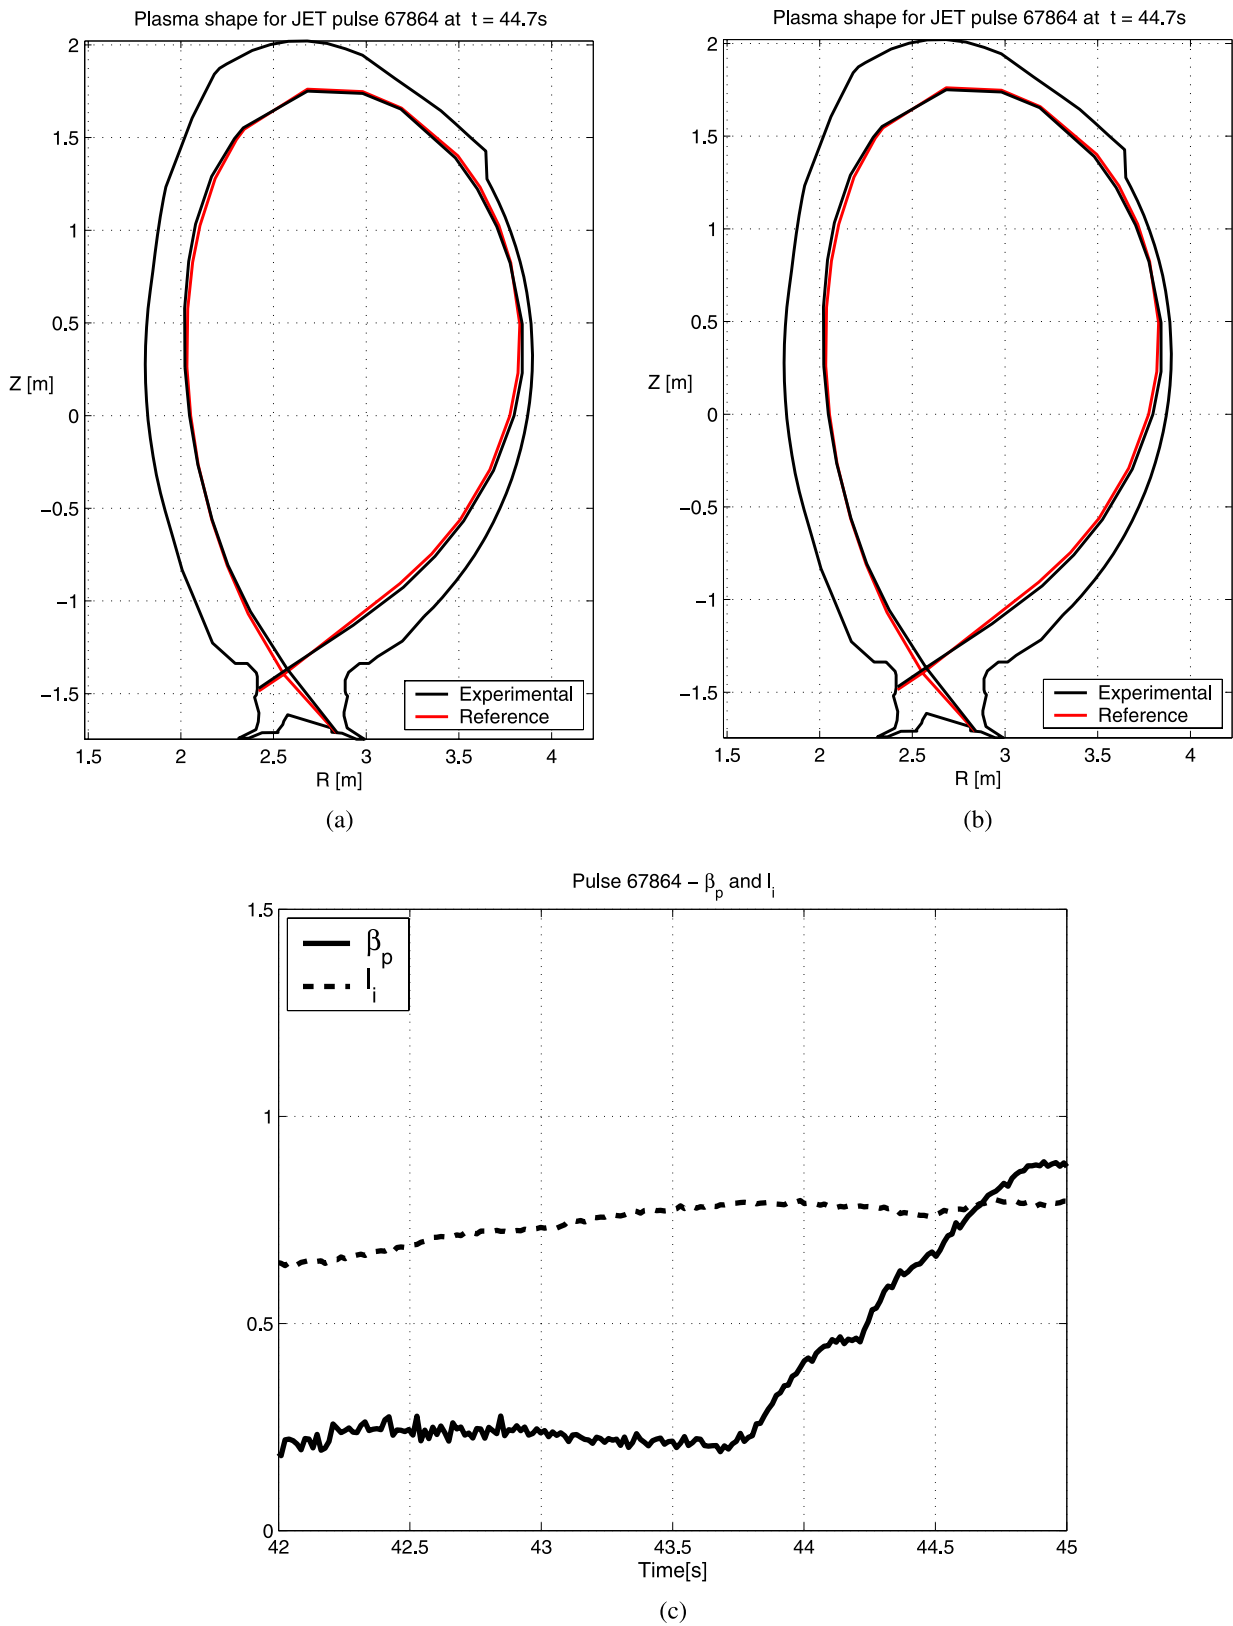 Plasma shape for JET pulse 67864 at t = 44.7s
2
1.5
1
0.5
Z [m]
0
−0.5
−1
−1.5
Experimental
Reference
1.5 2 2.5 3 3.5 4
R [m]
(a)
Plasma shape for JET pulse 67864 at t = 44.7s
2
1.5
1
0.5
Z [m]
0
−0.5
−1
−1.5
Experimental
Reference
1.5 2 2.5 3 3.5 4
R [m]
(b)
Pulse 67864 − βp and li
1.5
βp
li
1
0.5
0
42 42.5 43 43.5 44 44.5 45
Time[s]
(c)